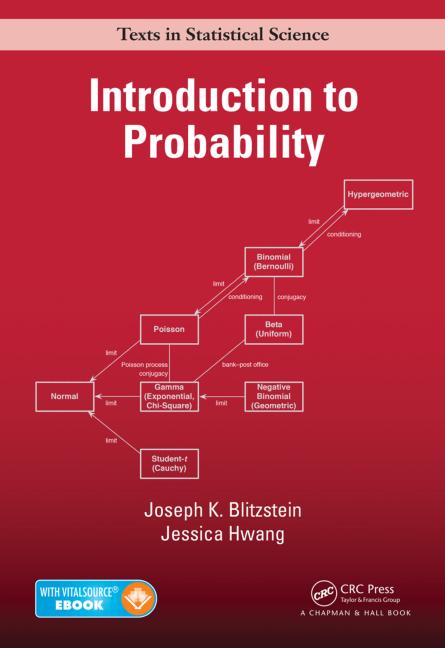 Texts in Statistical Science
Introduction to
Probability
Hypergeometric
limit
conditioning
Binomial
(Bernoulli)
limit
conditioning
conjugacy
Poisson
Beta
(Uniform)
limit
Poisson process
conjugacy
bank–post office
Normal
limit
Gamma
(Exponential,
Chi-Square)
limit
Negative
Binomial
(Geometric)
limit
Student-t
(Cauchy)
Joseph K. Blitzstein
Jessica Hwang
WITH VITALSOURCE®
EBOOK
CRC
CRC Press
Taylor & Francis Group
A CHAPMAN & HALL BOOK